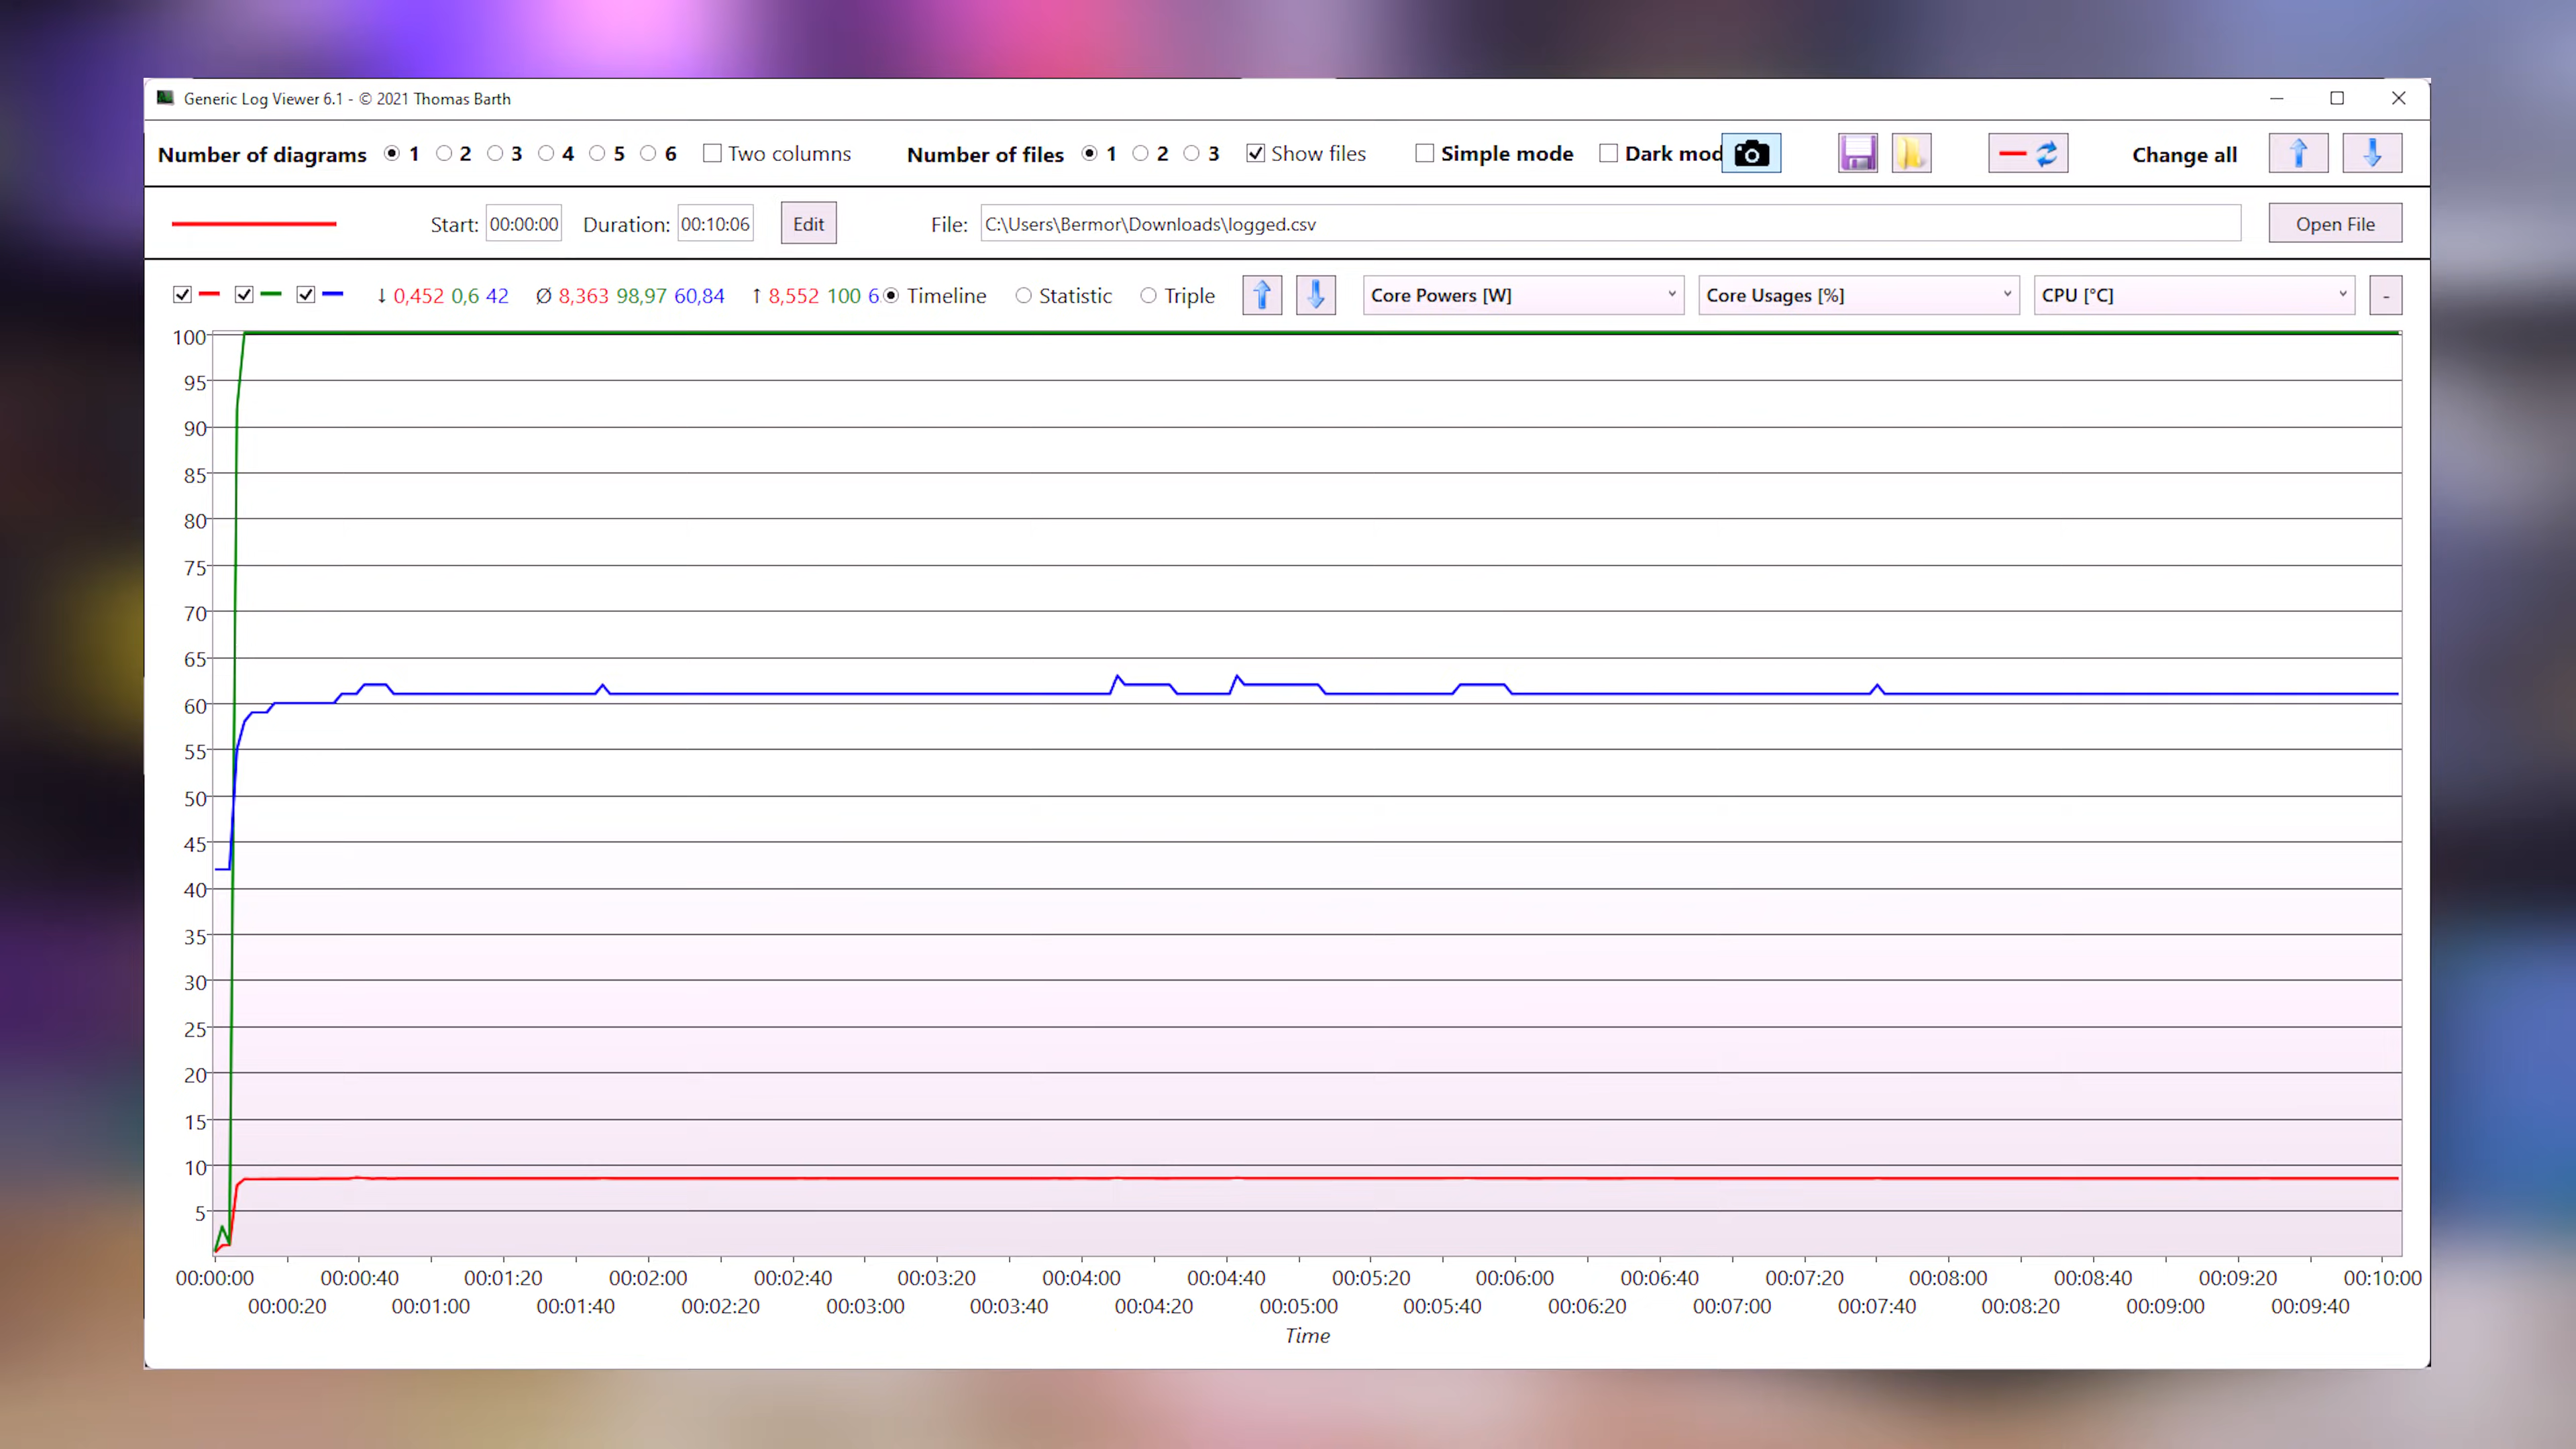 Generic Log Viewer 6.1 - © 2021 Thomas Barth
Number of diagrams 1 2 3 4 5 6 Two columns Number of files 1 2 3 Show files Simple mode Dark mod Change all
Start: 00:00:00 Duration: 00:10:06 Edit File: C:\Users\Bermor\Downloads\logged.csv Open File
↓ 0,452 0,6 42 Ø 8,363 98,97 60,84 ↑ 8,552 100 6 Timeline Statistic Triple Core Powers [W] Core Usages [%] CPU [°C] -
100
95
90
85
80
75
70
65
60
55
50
45
40
35
30
25
20
15
10
5
00:00:00 00:00:40 00:01:20 00:02:00 00:02:40 00:03:20 00:04:00 00:04:40 00:05:20 00:06:00 00:06:40 00:07:20 00:08:00 00:08:40 00:09:20 00:10:00
00:00:20 00:01:00 00:01:40 00:02:20 00:03:00 00:03:40 00:04:20 00:05:00 00:05:40 00:06:20 00:07:00 00:07:40 00:08:20 00:09:00 00:09:40
Time